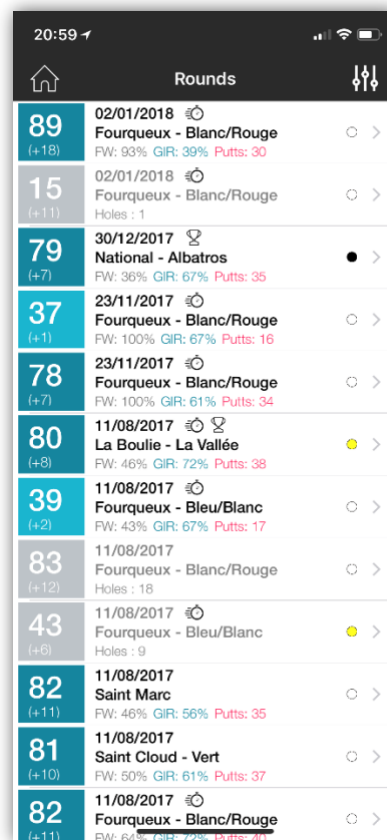 20:59
Rounds
89
(+18)
02/01/2018
Fourqueux - Blanc/Rouge
FW: 93% GIR: 39% Putts: 30
15
(+11)
02/01/2018
Fourqueux - Blanc/Rouge
Holes : 1
79
(+7)
30/12/2017
National - Albatros
FW: 36% GIR: 67% Putts: 35
37
(+1)
23/11/2017
Fourqueux - Blanc/Rouge
FW: 100% GIR: 67% Putts: 16
78
(+7)
23/11/2017
Fourqueux - Blanc/Rouge
FW: 100% GIR: 61% Putts: 34
80
(+8)
11/08/2017
La Boulie - La Vallée
FW: 46% GIR: 72% Putts: 38
39
(+2)
11/08/2017
Fourqueux - Bleu/Blanc
FW: 43% GIR: 67% Putts: 17
83
(+12)
11/08/2017
Fourqueux - Blanc/Rouge
Holes : 18
43
(+6)
11/08/2017
Fourqueux - Bleu/Blanc
Holes : 9
82
(+11)
11/08/2017
Saint Marc
FW: 46% GIR: 56% Putts: 35
81
(+10)
11/08/2017
Saint Cloud - Vert
FW: 50% GIR: 61% Putts: 37
82
(+11)
11/08/2017
Fourqueux - Blanc/Rouge
FW: 64% GIR: 72% Putts: 40